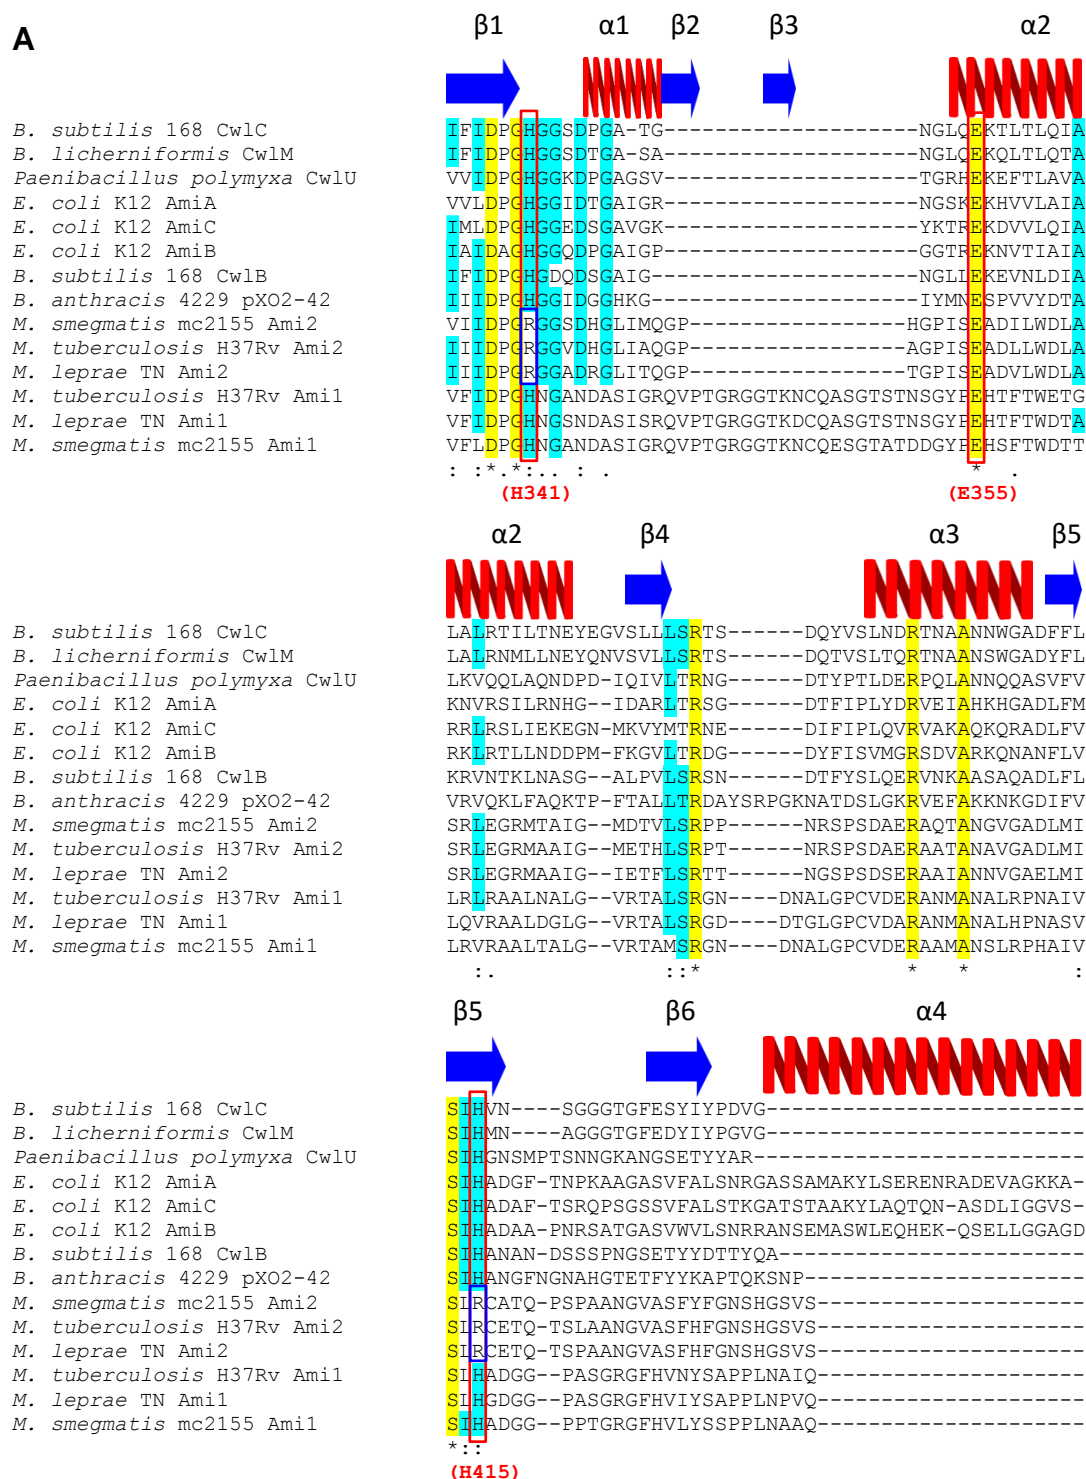 A
β1 α1 β2 β3 α2
B. subtilis 168 CwlC IFIDPGHGGSDPGA-TG--------------------NGLQEKTLTLQIA
B. licherniformis CwlM IFIDPGHGGSDTGA-SA--------------------NGLQEKQLTLQTA
Paenibacillus polymyxa CwlU VVIDPGHGGKDPGAGSV--------------------TGRHEKEFTLAVA
E. coli K12 AmiA VVLDPGHGGIDTGAIGR--------------------NGSKEKHVVLAIA
E. coli K12 AmiC IMLDPGHGGEDSGAVGK--------------------YKTREKDVVLQIA
E. coli K12 AmiB IAIDAGHGGQDPGAIGP--------------------GGTREKNVTIAIA
B. subtilis 168 CwlB IFIDPGHGDQDSGAIG---------------------NGLLEKEVNLDIA
B. anthracis 4229 pXO2-42 IIIDPGHGGIDGGHKG---------------------IYMNESPVVYDTA
M. smegmatis mc2155 Ami2 VIIDPGRGGSDHGLIMQGP-----------------HGPISEADILWDLA
M. tuberculosis H37Rv Ami2 IIIDPGRGGVDHGLIAQGP-----------------AGPISEADLLWDLA
M. leprae TN Ami2 IIIDPGRGGADRGLITQGP-----------------TGPISEADVLWDLA
M. tuberculosis H37Rv Ami1 VFIDPGHNGANDASIGRQVPTGRGGTKNCQASGTSTNSGYPEHTFTWETG
M. leprae TN Ami1 VFIDPGHNGSNDASISRQVPTGRGGTKDCQASGTSTNSGYPEHTFTWDTA
M. smegmatis mc2155 Ami1 VFLDPGHNGANDASIGRQVPTGRGGTKNCQESGTATDDGYPEHSFTWDTT
: :*.*:.. : . * .
(H341) (E355)
α2 β4 α3 β5
B. subtilis 168 CwlC LALRTILTNEYEGVSLLLSRTS------DQYVSLNDRTNAANNWGADFFL
B. licherniformis CwlM LALRNMLLNEYQNVSVLLSRTS------DQTVSLTQRTNAANSWGADYFL
Paenibacillus polymyxa CwlU LKVQQLAQNDPD-IQIVLTRNG------DTYPTLDERPQLANNQQASVFV
E. coli K12 AmiA KNVRSILRNHG--IDARLTRSG------DTFIPLYDRVEIAHKHGADLFM
E. coli K12 AmiC RRLRSLIEKEGN-MKVYMTRNE------DIFIPLQVRVAKAQKQRADLFV
E. coli K12 AmiB RKLRTLLNDDPM-FKGVLTRDG------DYFISVMGRSDVARKQNANFLV
B. subtilis 168 CwlB KRVNTKLNASG--ALPVLSRSN------DTFYSLQERVNKAASAQADLFL
B. anthracis 4229 pXO2-42 VRVQKLFAQKTP-FTALLTRDAYSRPGKNATDSLGKRVEFAKKNKGDIFV
M. smegmatis mc2155 Ami2 SRLEGRMTAIG--MDTVLSRPP------NRSPSDAERAQTANGVGADLMI
M. tuberculosis H37Rv Ami2 SRLEGRMAAIG--METHLSRPT------NRSPSDAERAATANAVGADLMI
M. leprae TN Ami2 SRLEGRMAAIG--IETFLSRTT------NGSPSDSERAAIANNVGAELMI
M. tuberculosis H37Rv Ami1 LRLRAALNALG--VRTALSRGN----DNALGPCVDERANMANALRPNAIV
M. leprae TN Ami1 LQVRAALDGLG--VRTALSRGD----DTGLGPCVDARANMANALHPNASV
M. smegmatis mc2155 Ami1 LRVRAALTALG--VRTAMSRGN----DNALGPCVDERAAMANSLRPHAIV
:. ::* * * :
β5 β6 α4
B. subtilis 168 CwlC SIHVN----SGGGTGFESYIYPDVG-------------------------
B. licherniformis CwlM SIHMN----AGGGTGFEDYIYPGVG-------------------------
Paenibacillus polymyxa CwlU SIHGNSMPTSNNGKANGSETYYAR--------------------------
E. coli K12 AmiA SIHADGF-TNPKAAGASVFALSNRGASSAMAKYLSERENRADEVAGKKA-
E. coli K12 AmiC SIHADAF-TSRQPSGSSVFALSTKGATSTAAKYLAQTQN-ASDLIGGVS-
E. coli K12 AmiB SIHADAA-PNRSATGASVWVLSNRRANSEMASWLEQHEK-QSELLGGAGD
B. subtilis 168 CwlB SIHANAN-DSSSPNGSETYYDTTYQA------------------------
B. anthracis 4229 pXO2-42 SIHANGFNGNAHGTETFYYKAPTQKSNP----------------------
M. smegmatis mc2155 Ami2 SLRCATQ-PSPAANGVASFYFGNSHGSVS---------------------
M. tuberculosis H37Rv Ami2 SLRCETQ-TSLAANGVASFHFGNSHGSVS---------------------
M. leprae TN Ami2 SLRCETQ-TSPAANGVASFHFGNSHGSVS---------------------
M. tuberculosis H37Rv Ami1 SLHADGG--PASGRGFHVNYSAPPLNAIQ---------------------
M. leprae TN Ami1 SLHGDGG--PASGRGFHVIYSAPPLNPVQ---------------------
M. smegmatis mc2155 Ami1 SIHADGG--PPTGRGFHVLYSSPPLNAAQ---------------------
*::
(H415)